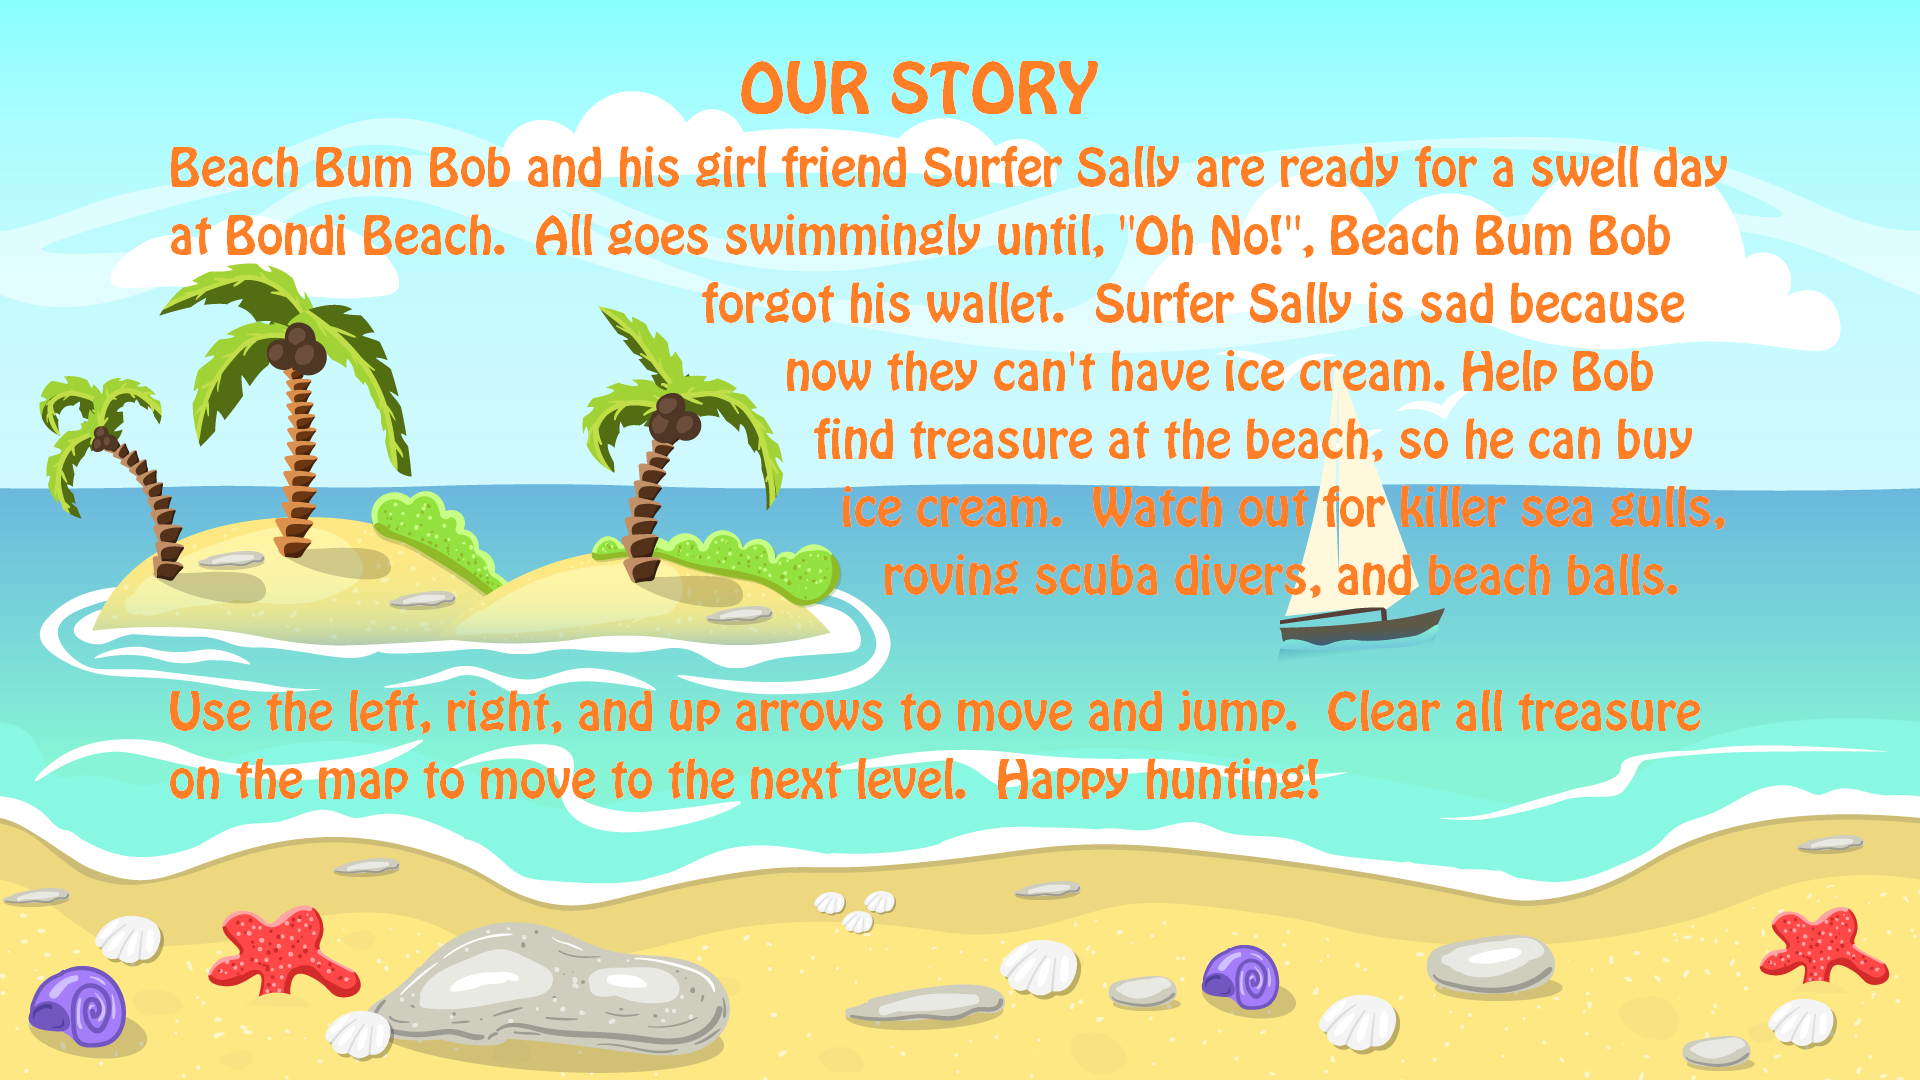 OUR STORY
Beach Bum Bob and his girl friend Surfer Sally are ready for a swell day
at Bondi Beach.  All goes swimmingly until, "Oh No!", Beach Bum Bob
forgot his wallet.  Surfer Sally is sad because
now they can't have ice cream. Help Bob
find treasure at the beach, so he can buy
ice cream.  Watch out for killer sea gulls,
roving scuba divers, and beach balls.
Use the left, right, and up arrows to move and jump.  Clear all treasure
on the map to move to the next level.  Happy hunting!